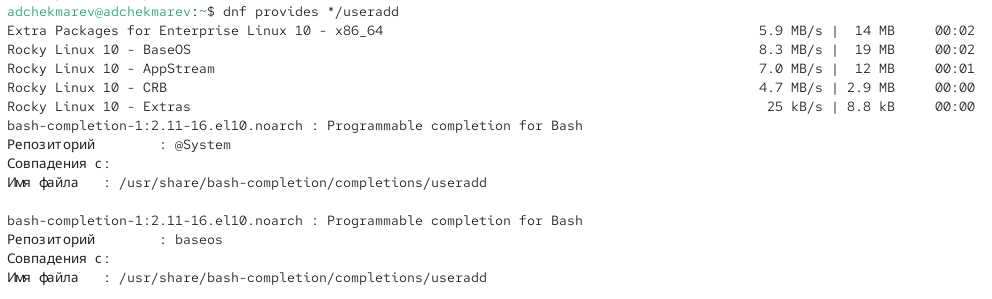 adchekmarev@adchekmarev:~$ dnf provides */useradd
Extra Packages for Enterprise Linux 10 - x86_64 5.9 MB/s | 14 MB 00:02
Rocky Linux 10 - BaseOS 8.3 MB/s | 19 MB 00:02
Rocky Linux 10 - AppStream 7.0 MB/s | 12 MB 00:01
Rocky Linux 10 - CRB 4.7 MB/s | 2.9 MB 00:00
Rocky Linux 10 - Extras 25 kB/s | 8.8 kB 00:00
bash-completion-1:2.11-16.el10.noarch : Programmable completion for Bash
Репозиторий : @System
Совпадения с:
Имя файла : /usr/share/bash-completion/completions/useradd
bash-completion-1:2.11-16.el10.noarch : Programmable completion for Bash
Репозиторий : baseos
Совпадения с:
Имя файла : /usr/share/bash-completion/completions/useradd